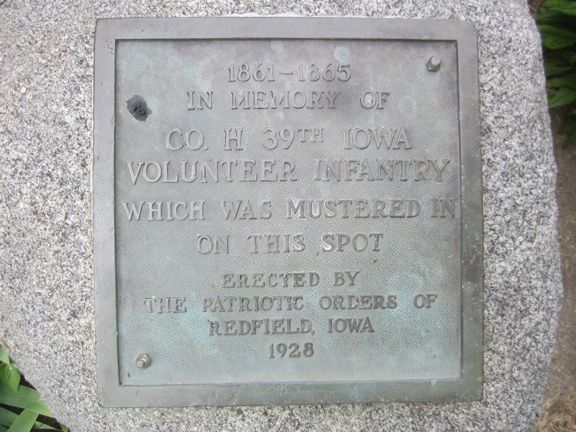 1861-1865
IN MEMORY OF
CO. H 39TH IOWA
VOLUNTEER INFANTRY
WHICH WAS MUSTERED IN
ON THIS SPOT
ERECTED BY
THE PATRIOTIC ORDERS OF
REDFIELD, IOWA
1928